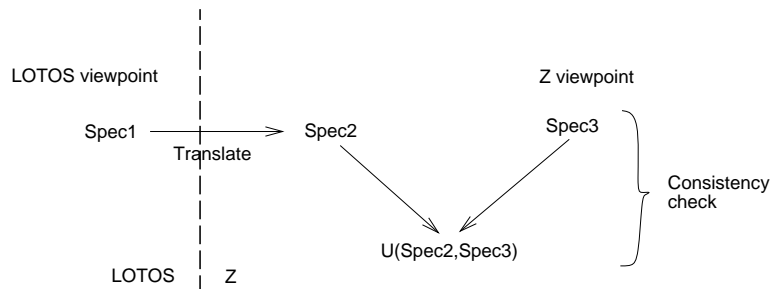 LOTOS viewpoint
Z viewpoint
Spec1
Spec2
Spec3
Translate
Consistency
check
U(Spec2,Spec3)
LOTOS
Z